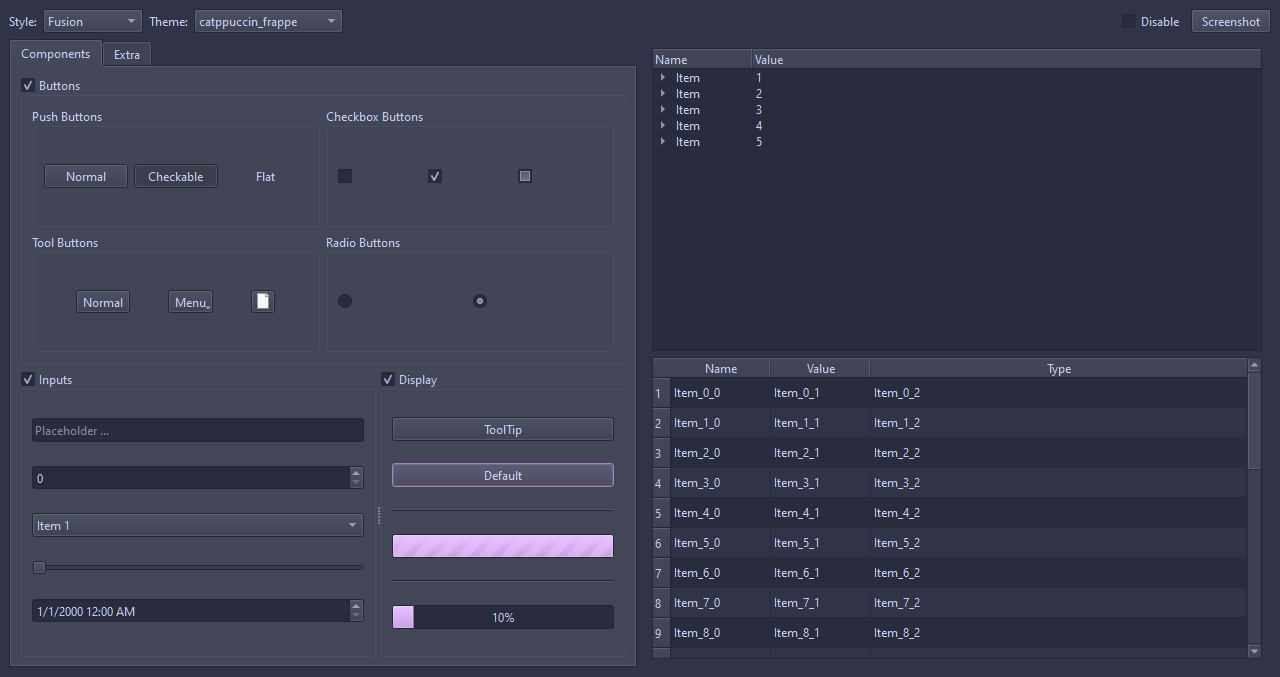 Style: Fusion Theme: catppuccin_frappe Disable Screenshot
Components Extra
Buttons
Push Buttons
Normal Checkable Flat
Checkbox Buttons
Tool Buttons
Normal Menu
Radio Buttons
Inputs
Placeholder ...
0
Item 1
1/1/2000 12:00 AM
Display
ToolTip
Default
10%
Name Value
Item 1
Item 2
Item 3
Item 4
Item 5
Name Value Type
1 Item_0_0 Item_0_1 Item_0_2
2 Item_1_0 Item_1_1 Item_1_2
3 Item_2_0 Item_2_1 Item_2_2
4 Item_3_0 Item_3_1 Item_3_2
5 Item_4_0 Item_4_1 Item_4_2
6 Item_5_0 Item_5_1 Item_5_2
7 Item_6_0 Item_6_1 Item_6_2
8 Item_7_0 Item_7_1 Item_7_2
9 Item_8_0 Item_8_1 Item_8_2